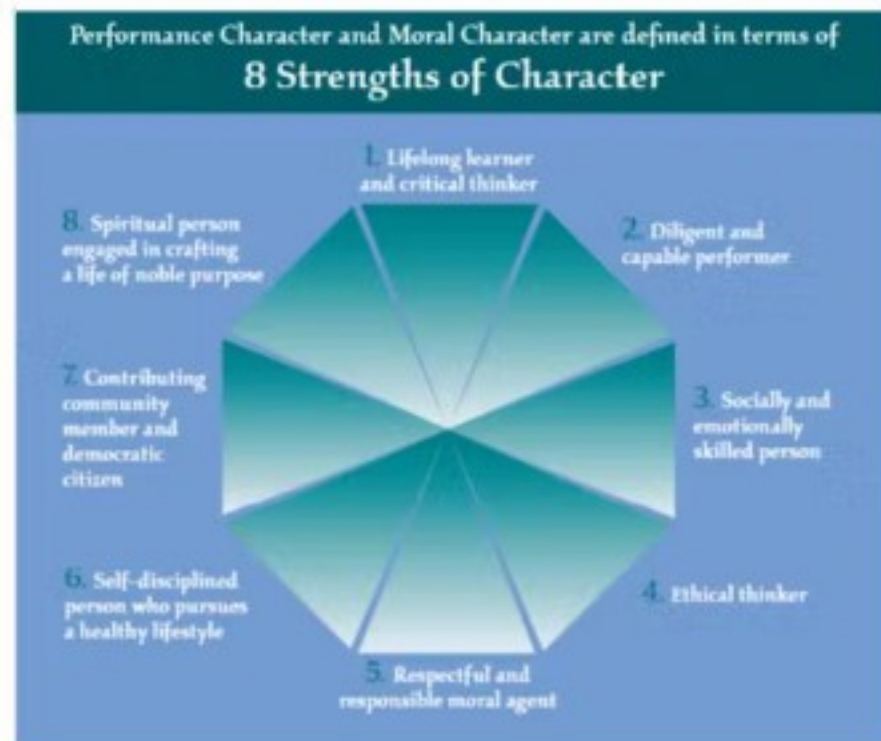 Performance Character and Moral Character are defined in terms of
8 Strengths of Character
1. Lifelong learner
and critical thinker
2. Diligent and
capable performer
3. Socially and
emotionally
skilled person
4. Ethical thinker
5. Respectful and
responsible moral agent
6. Self-disciplined
person who pursues
a healthy lifestyle
7. Contributing
community
member and
democratic
citizen
8. Spiritual person
engaged in crafting
a life of noble purpose